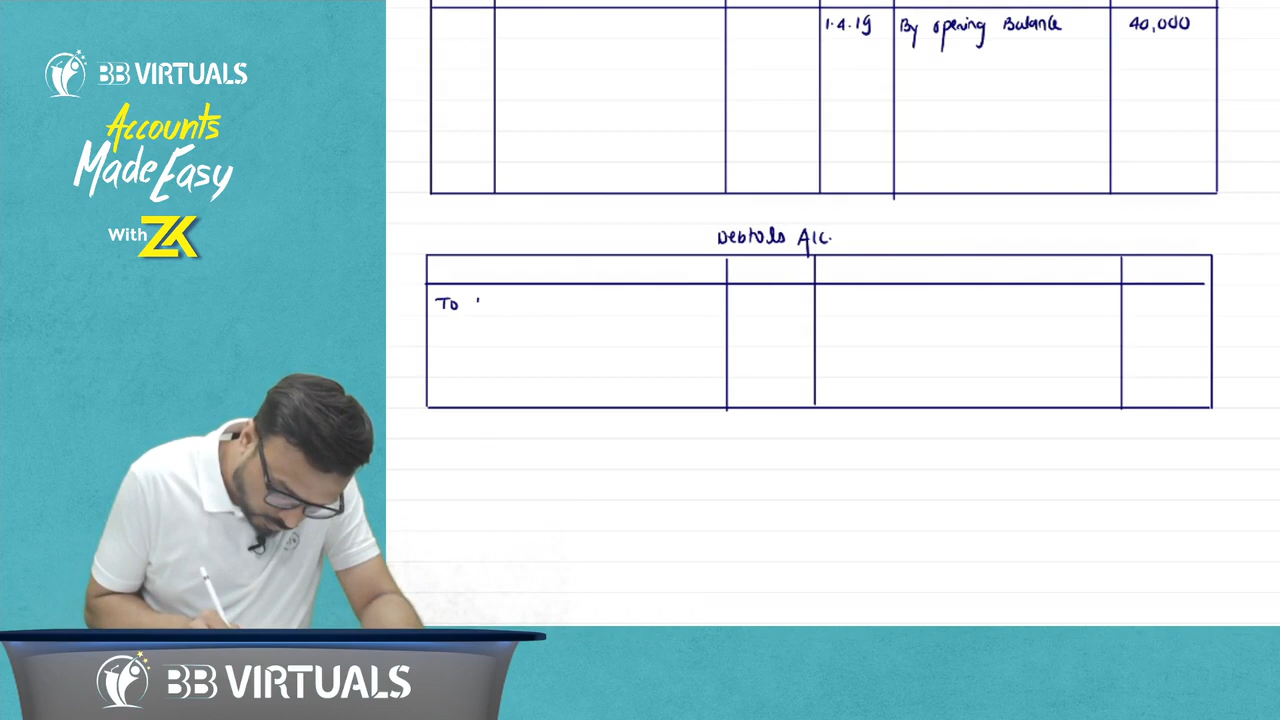 BB VIRTUALS
Accounts
Made Easy
With ZK
1.4.19 By opening Balance 40,000
Debtors A/c.
To
BB VIRTUALS